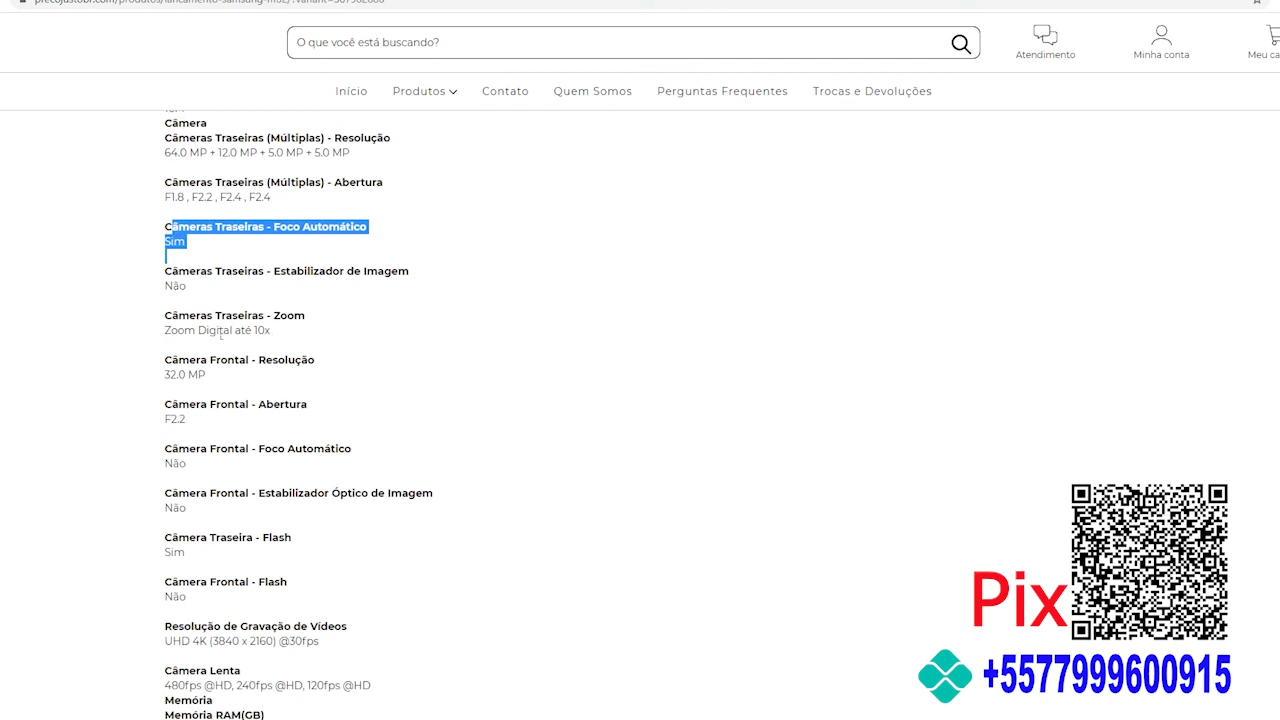 O que você está buscando?
Atendimento
Minha conta
Meu ca
Início
Produtos
Contato
Quem Somos
Perguntas Frequentes
Trocas e Devoluções
Câmera
Câmeras Traseiras (Múltiplas) - Resolução
64.0 MP + 12.0 MP + 5.0 MP + 5.0 MP
Câmeras Traseiras (Múltiplas) - Abertura
F1.8 , F2.2 , F2.4 , F2.4
Câmeras Traseiras - Foco Automático
Sim
Câmeras Traseiras - Estabilizador de Imagem
Não
Câmeras Traseiras - Zoom
Zoom Digital até 10x
Câmera Frontal - Resolução
32.0 MP
Câmera Frontal - Abertura
F2.2
Câmera Frontal - Foco Automático
Não
Câmera Frontal - Estabilizador Óptico de Imagem
Não
Câmera Traseira - Flash
Sim
Câmera Frontal - Flash
Não
Resolução de Gravação de Vídeos
UHD 4K (3840 x 2160) @30fps
Câmera Lenta
480fps @HD, 240fps @HD, 120fps @HD
Memória
Memória RAM(GB)
Pix
+5577999600915